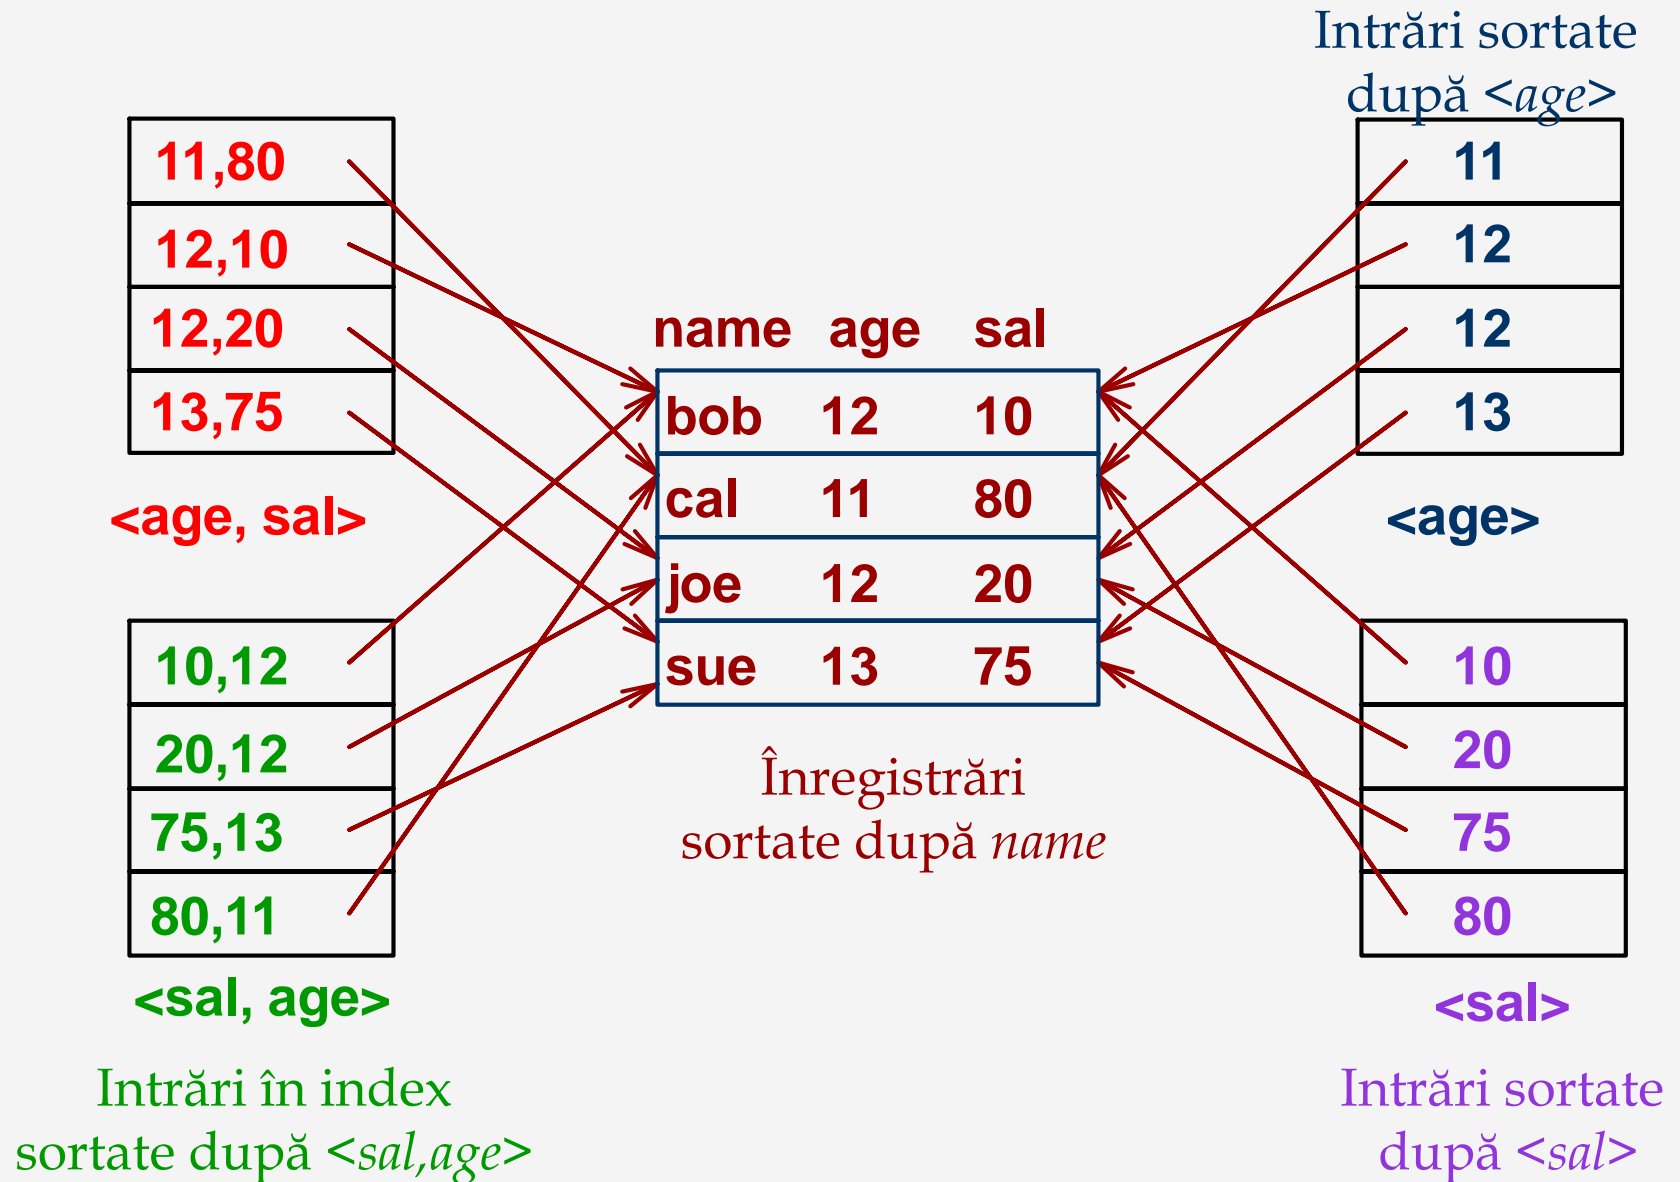 Intrări sortate
după <age>
11,80
12,10
12,20
13,75
<age, sal>
11
12
12
13
<age>
name age sal
bob 12 10
cal 11 80
joe 12 20
sue 13 75
Înregistrări
sortate după name
10,12
20,12
75,13
80,11
<sal, age>
Intrări în index
sortate după <sal,age>
10
20
75
80
<sal>
Intrări sortate
după <sal>